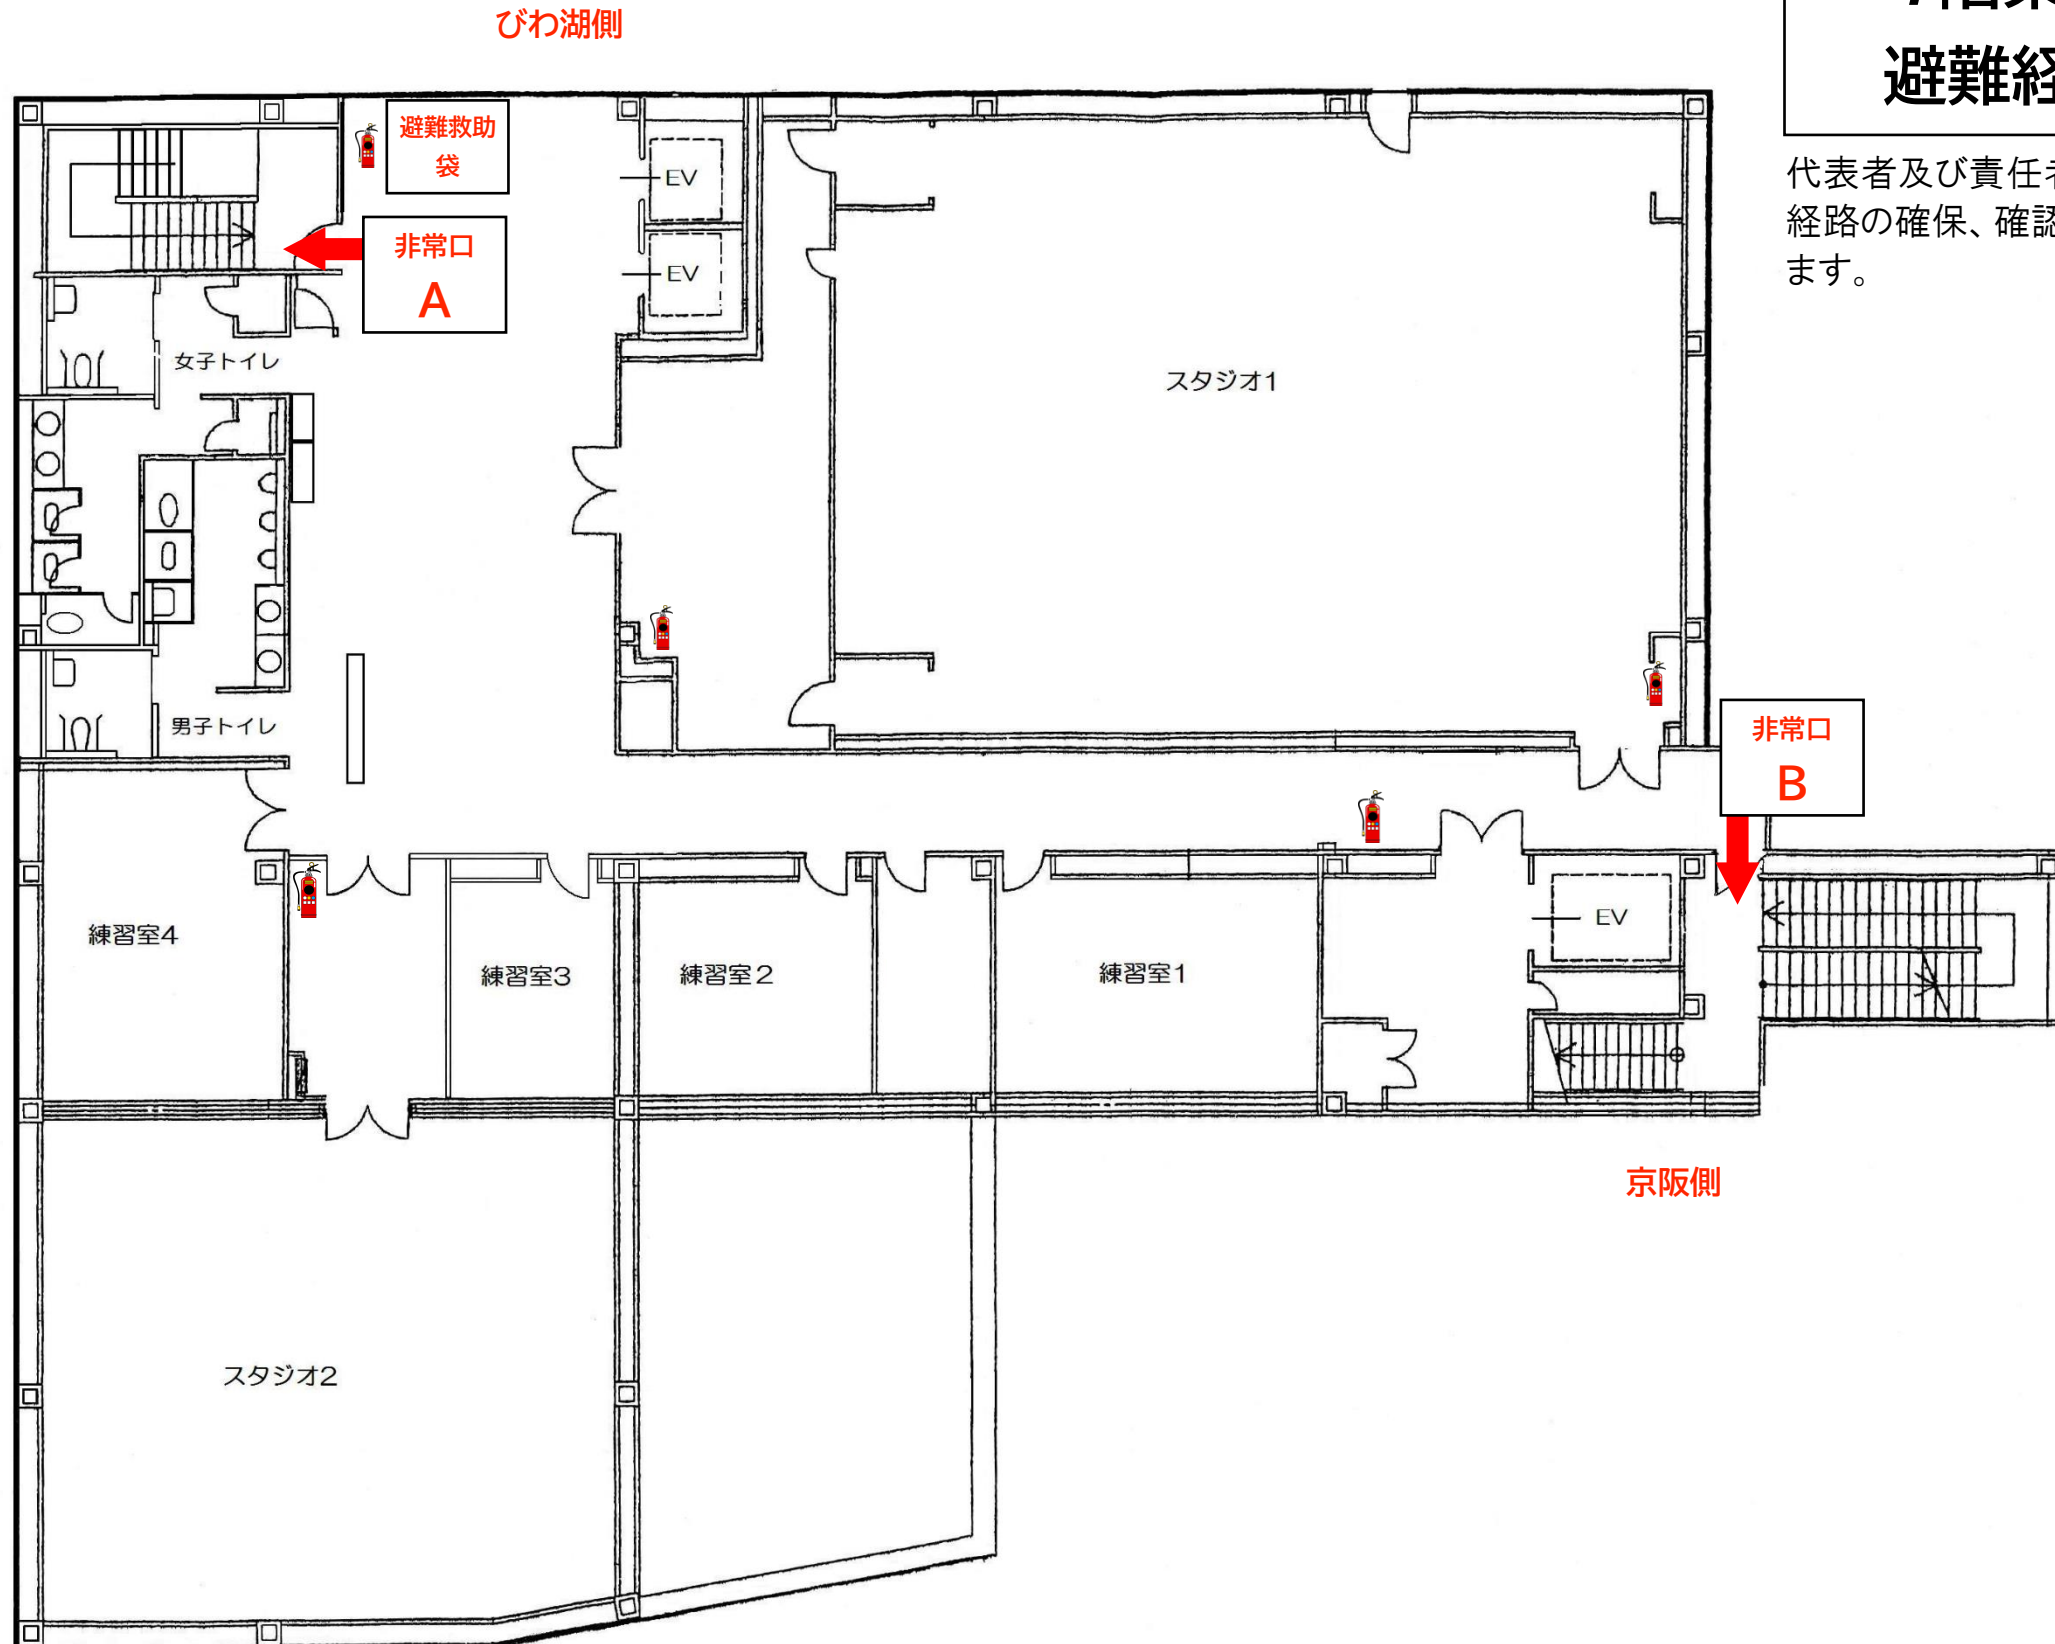 びわ湖側
避難経
代表者及び責任
経路の確保、確認
ます。
避難救助
袋
EV
非常口
A
EV
女子トイレ
スタジオ1
男子トイレ
非常口
B
練習室4
練習室3
練習室2
練習室1
EV
京阪側
スタジオ2